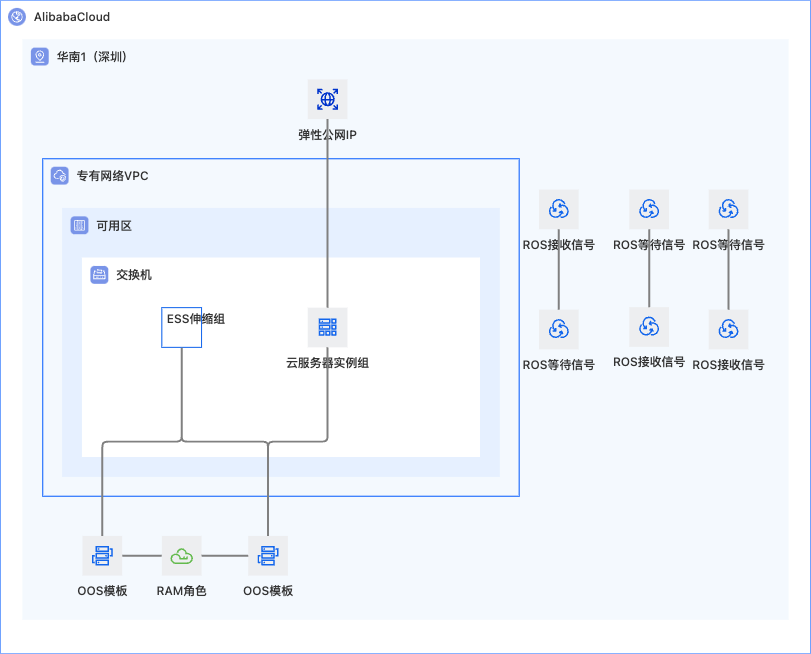 AlibabaCloud
华南1（深圳）
弹性公网IP
专有网络VPC
可用区
交换机
ESS伸缩组
云服务器实例组
ROS接收信号
ROS等待信号
ROS等待信号
ROS等待信号
ROS接收信号
ROS接收信号
OOS模板
RAM角色
OOS模板